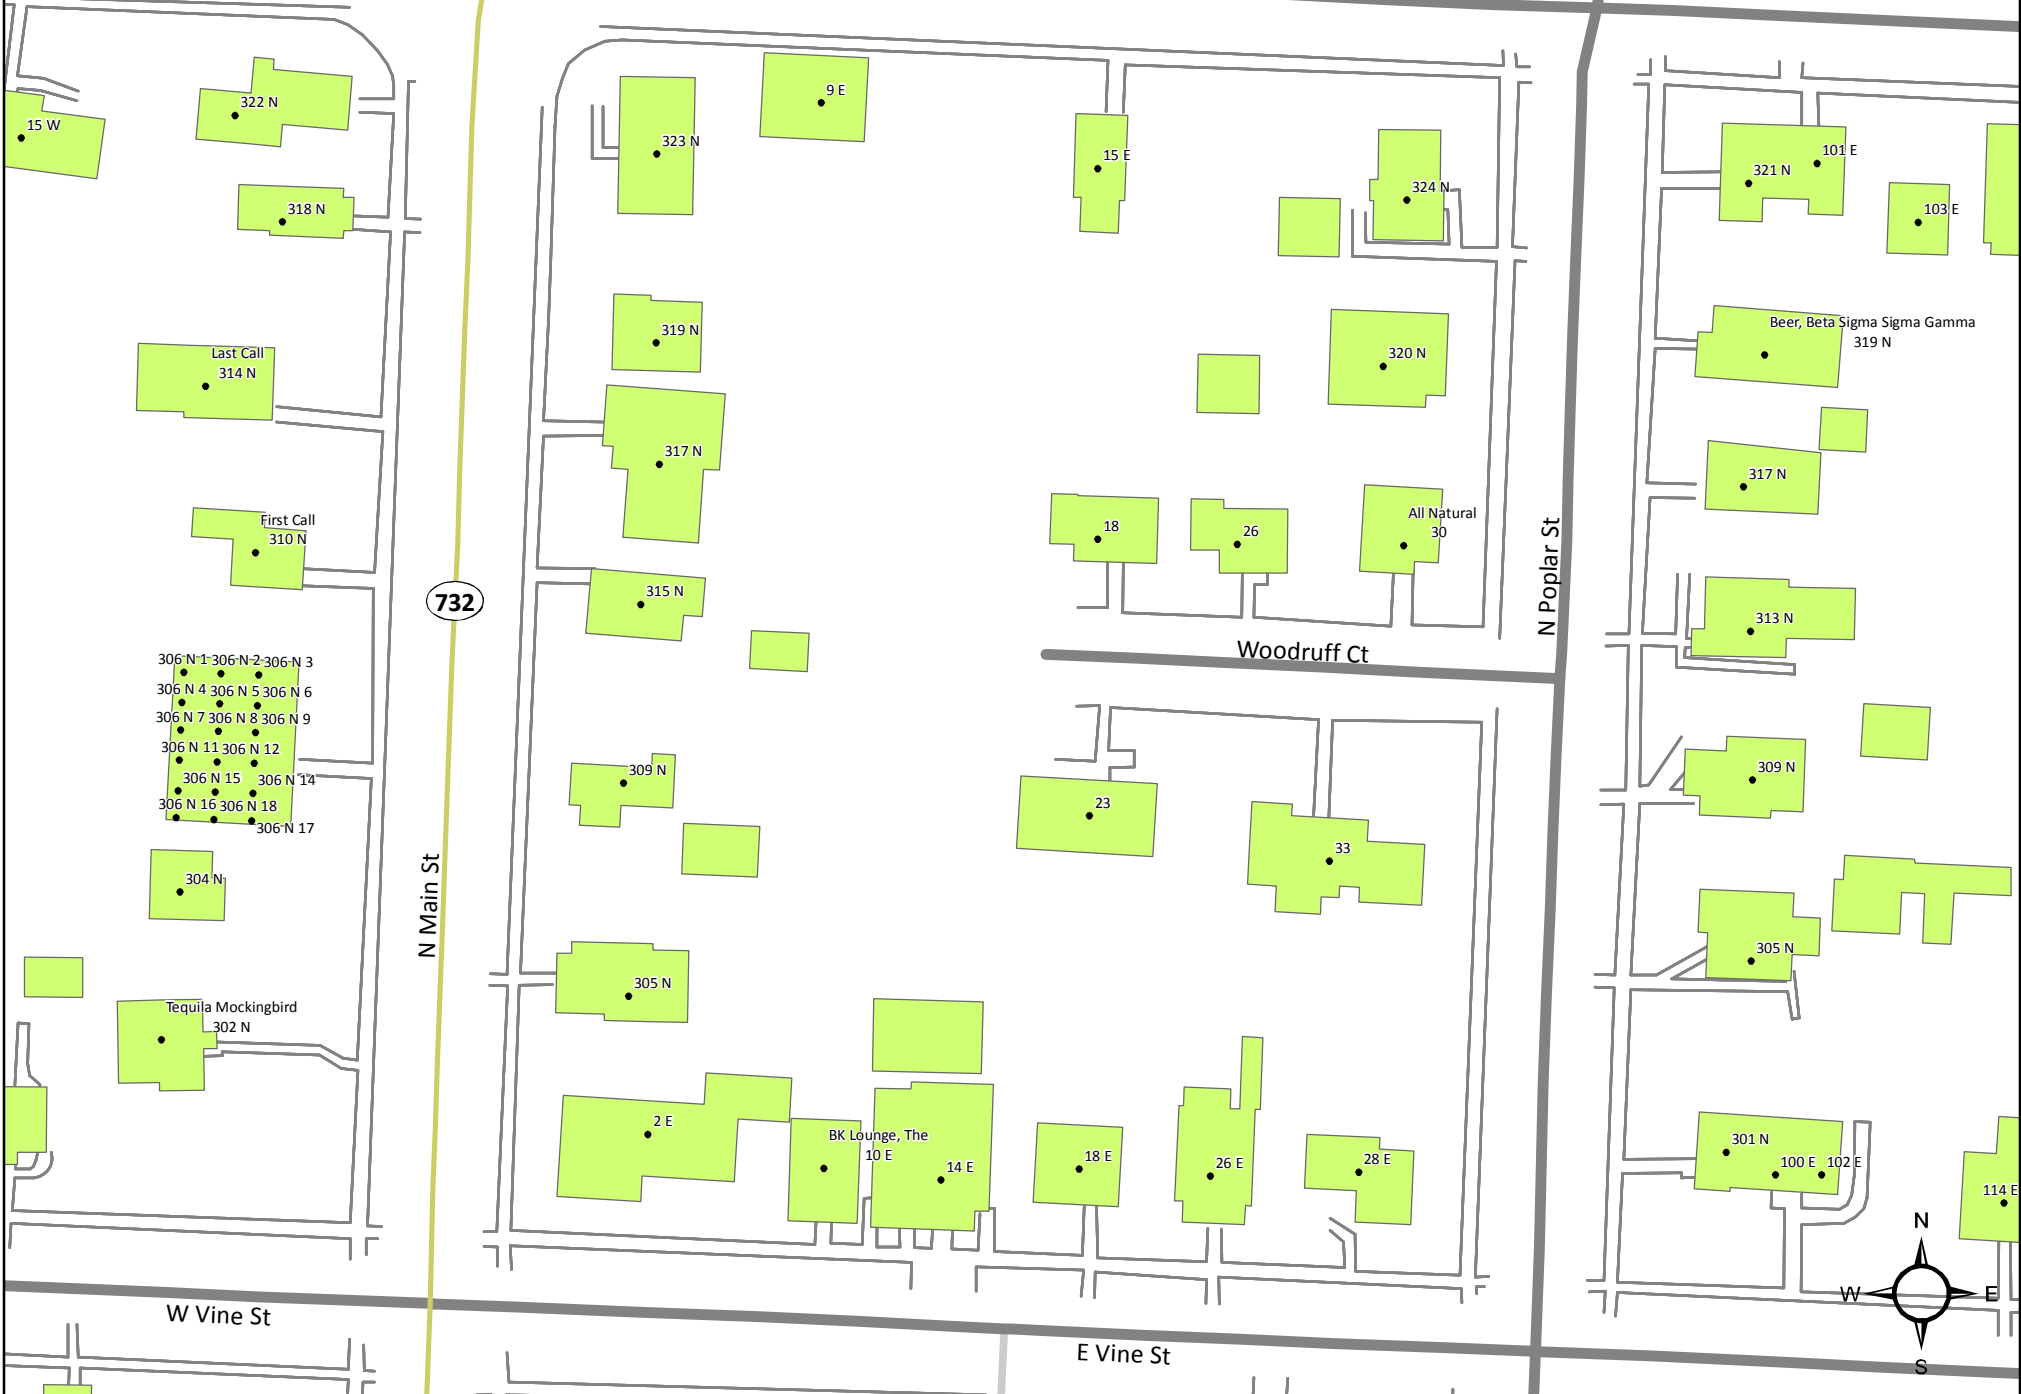 322 N
15 W
318 N
Last Call
314 N
First Call
310 N
306 N 1
306 N 2
306 N 3
306 N 4
306 N 5
306 N 6
306 N 7
306 N 8
306 N 9
306 N 11
306 N 12
306 N 15
306 N 14
306 N 16
306 N 18
306 N 17
304 N
Tequila Mockingbird
302 N
732
N Main St
W Vine St
323 N
9 E
15 E
324 N
319 N
320 N
317 N
18
26
All Natural
30
315 N
Woodruff Ct
309 N
23
33
305 N
2 E
BK Lounge, The
10 E
14 E
18 E
26 E
28 E
E Vine St
N Poplar St
321 N
101 E
103 E
Beer, Beta Sigma Sigma Gamma
319 N
317 N
313 N
309 N
305 N
301 N
100 E
102 E
114 E
N
W
E
S